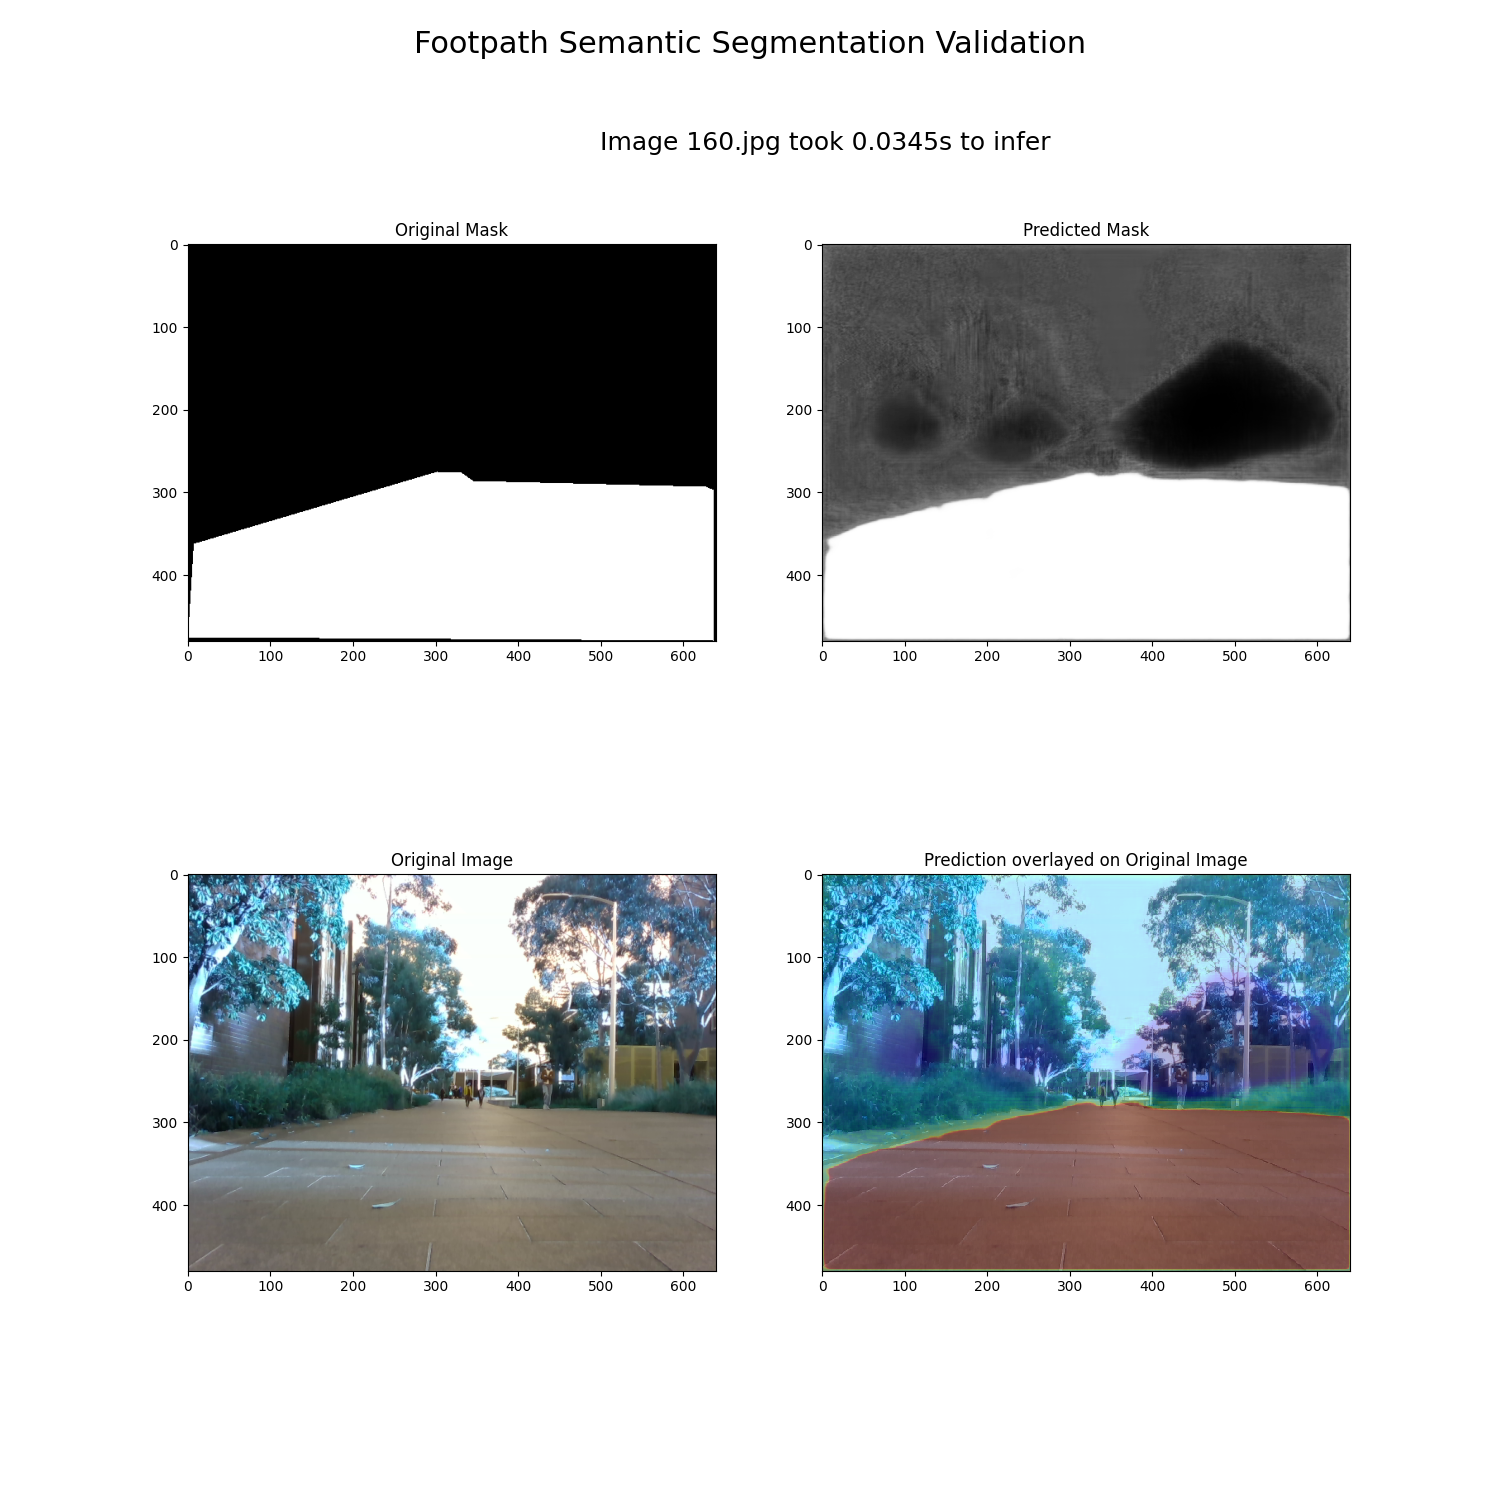 Footpath Semantic Segmentation Validation
Image 160.jpg took 0.0345s to infer
Original Mask
0
100
200
300
400
0 100 200 300 400 500 600
Predicted Mask
0
100
200
300
400
0 100 200 300 400 500 600
Original Image
0
100
200
300
400
0 100 200 300 400 500 600
Prediction overlayed on Original Image
0
100
200
300
400
0 100 200 300 400 500 600